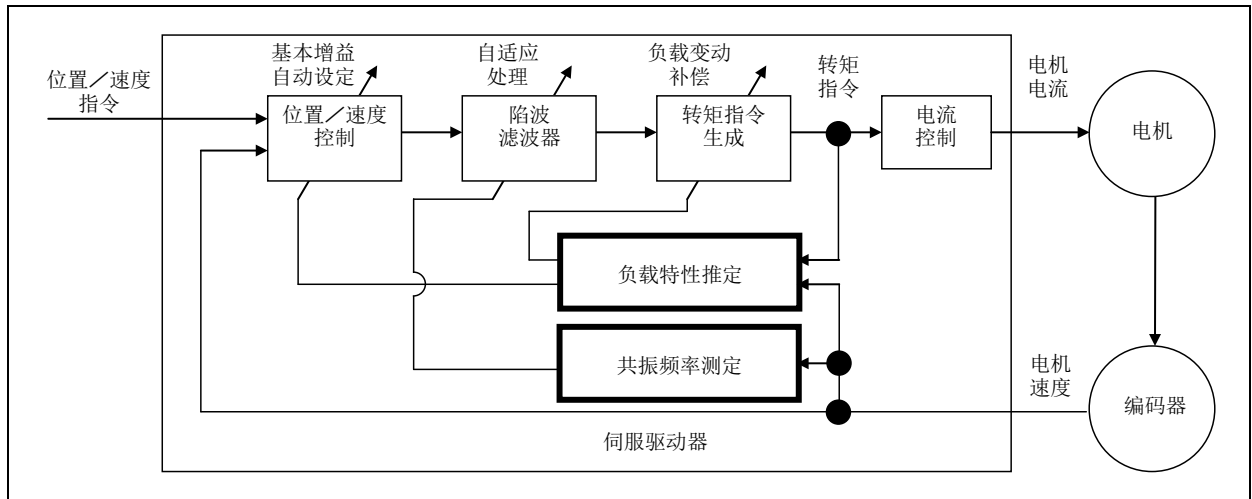 位置／速度
指令
基本增益
自动设定
自适应
处理
负载变动
补偿
转矩
指令
电机
电流
位置／速度
控制
陷波
滤波器
转矩指令
生成
电流
控制
电机
负载特性推定
共振频率测定
电机
速度
编码器
伺服驱动器